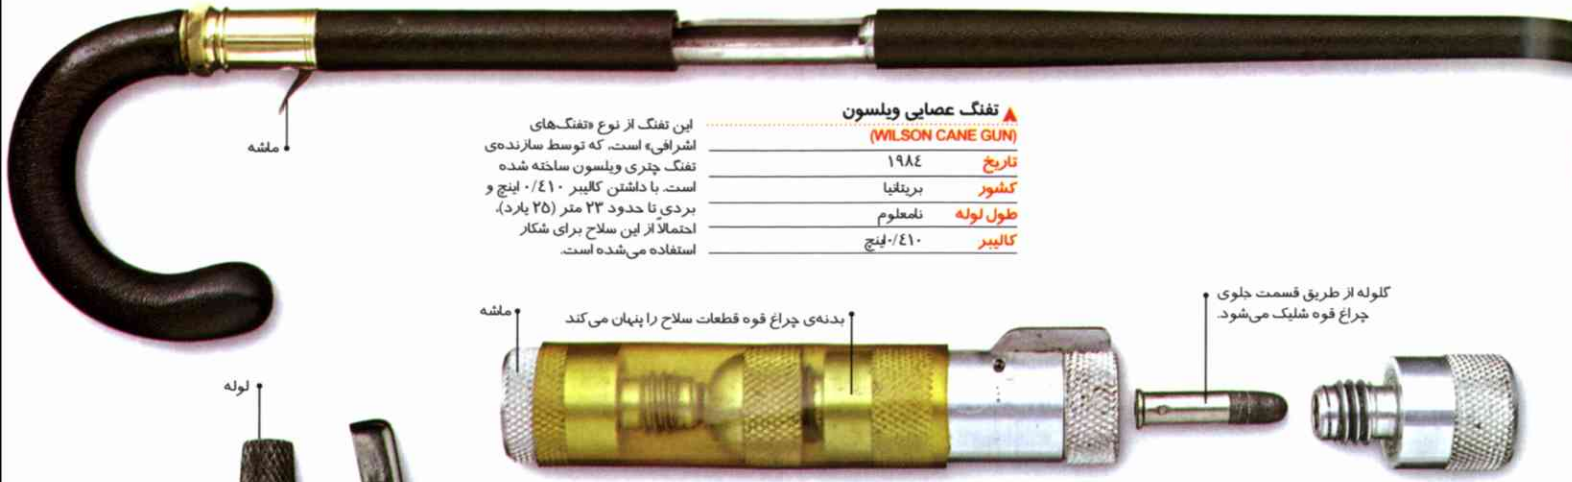 ماشه
تفنگ عصایی ویلسون
(WILSON CANE GUN)
تاریخ ۱۹۸٤
کشور بریتانیا
طول لوله نامعلوم
کالیبر ۰/٤۱۰اینچ
این تفنگ از نوع «تفنگ‌های
اشرافی» است، که توسط سازنده‌ی
تفنگ چتری ویلسون ساخته شده
است. با داشتن کالیبر ۰/٤۱۰ اینچ و
بردی تا حدود ۲۳ متر (۲۵ یارد)،
احتمالاً از این سلاح برای شکار
استفاده می‌شده است.
گلوله از طریق قسمت جلوی
چراغ قوه شلیک می‌شود.
بدنه‌ی چراغ قوه قطعات سلاح را پنهان می‌کند
ماشه
لوله